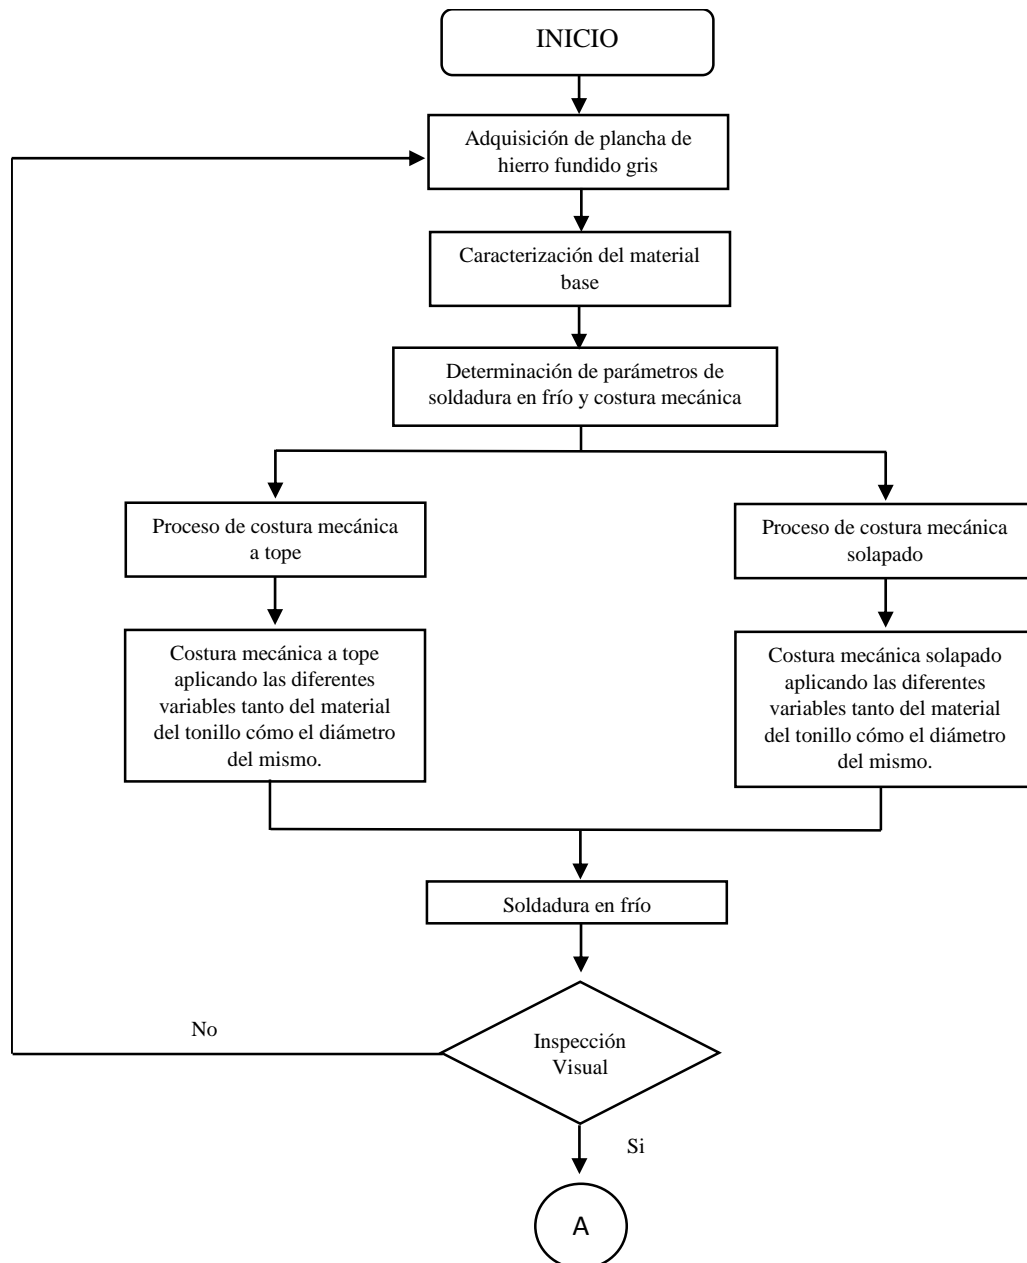 INICIO
Adquisición de plancha de
hierro fundido gris
Caracterización del material
base
Determinación de parámetros de
soldadura en frío y costura mecánica
Proceso de costura mecánica
a tope
Proceso de costura mecánica
solapado
Costura mecánica a tope
aplicando las diferentes
variables tanto del material
del tonillo cómo el diámetro
del mismo.
Costura mecánica solapado
aplicando las diferentes
variables tanto del material
del tonillo cómo el diámetro
del mismo.
Soldadura en frío
Inspección
Visual
No
Si
A